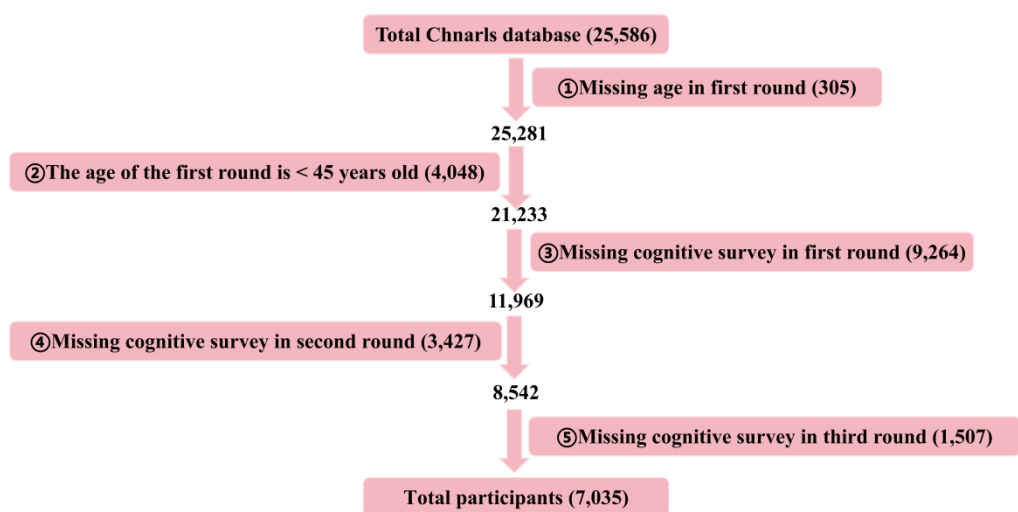 Total Chnarls database (25,586)
①Missing age in first round (305)
25,281
②The age of the first round is < 45 years old (4,048)
21,233
③Missing cognitive survey in first round (9,264)
11,969
④Missing cognitive survey in second round (3,427)
8,542
⑤Missing cognitive survey in third round (1,507)
Total participants (7,035)